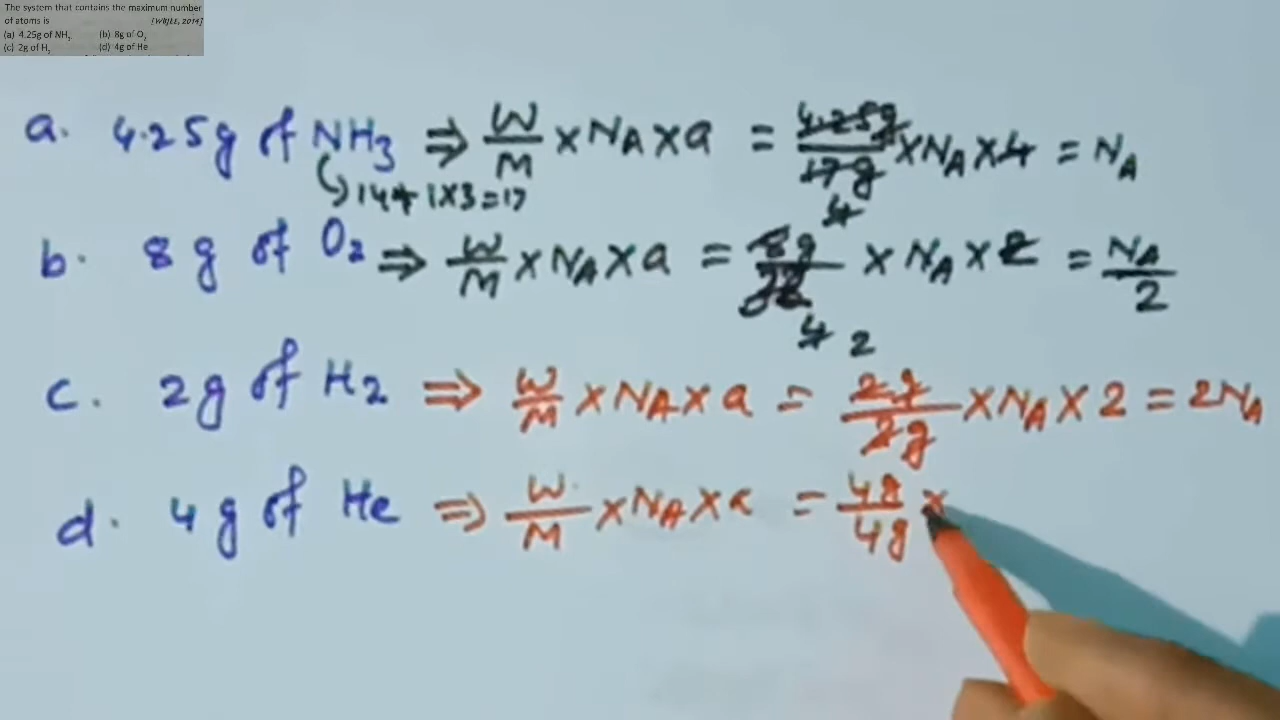 The system that contains the maximum number
of atoms is [WBJEE, 2014]
(a) 4.25g of NH₃ (b) 8g of O₂
(c) 2g of H₂ (d) 4g of He
a. 4.25g of NH₃ ⇒ W/M × NA × a = 4.25g/17g × NA × 4 = NA
14+1×3=17
4
b. 8g of O₂ ⇒ W/M × NA × a = 8g/32 × NA × 2 = NA/2
4 2
c. 2g of H₂ ⇒ W/M × NA × a = 2g/2g × NA × 2 = 2NA
d. 4g of He ⇒ W/M × NA × a = 4g/4g ×